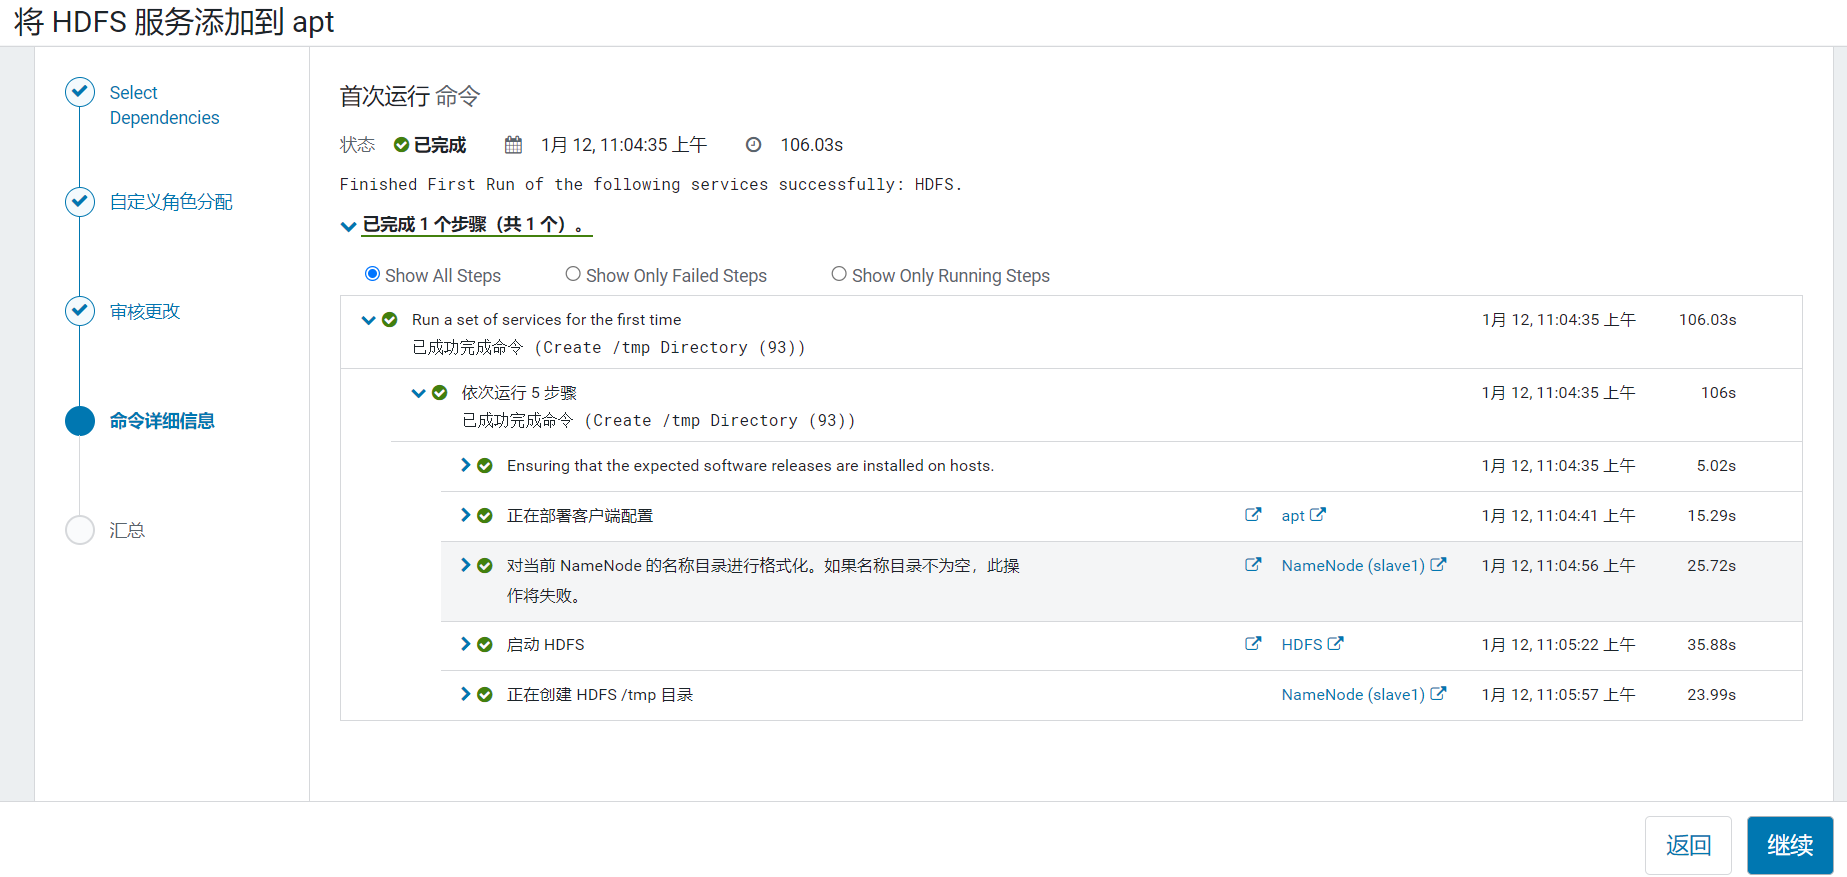 将 HDFS 服务添加到 apt
Select
Dependencies
自定义角色分配
审核更改
命令详细信息
汇总
首次运行 命令
状态 已完成 1月 12, 11:04:35 上午 106.03s
Finished First Run of the following services successfully: HDFS.
已完成 1 个步骤（共 1 个）。
Show All Steps Show Only Failed Steps Show Only Running Steps
Run a set of services for the first time 1月 12, 11:04:35 上午 106.03s
已成功完成命令 (Create /tmp Directory (93))
依次运行 5 步骤 1月 12, 11:04:35 上午 106s
已成功完成命令 (Create /tmp Directory (93))
Ensuring that the expected software releases are installed on hosts. 1月 12, 11:04:35 上午 5.02s
正在部署客户端配置 apt 1月 12, 11:04:41 上午 15.29s
对当前 NameNode 的名称目录进行格式化。如果名称目录不为空，此操 NameNode (slave1) 1月 12, 11:04:56 上午 25.72s
作将失败。
启动 HDFS HDFS 1月 12, 11:05:22 上午 35.88s
正在创建 HDFS /tmp 目录 NameNode (slave1) 1月 12, 11:05:57 上午 23.99s
返回 继续